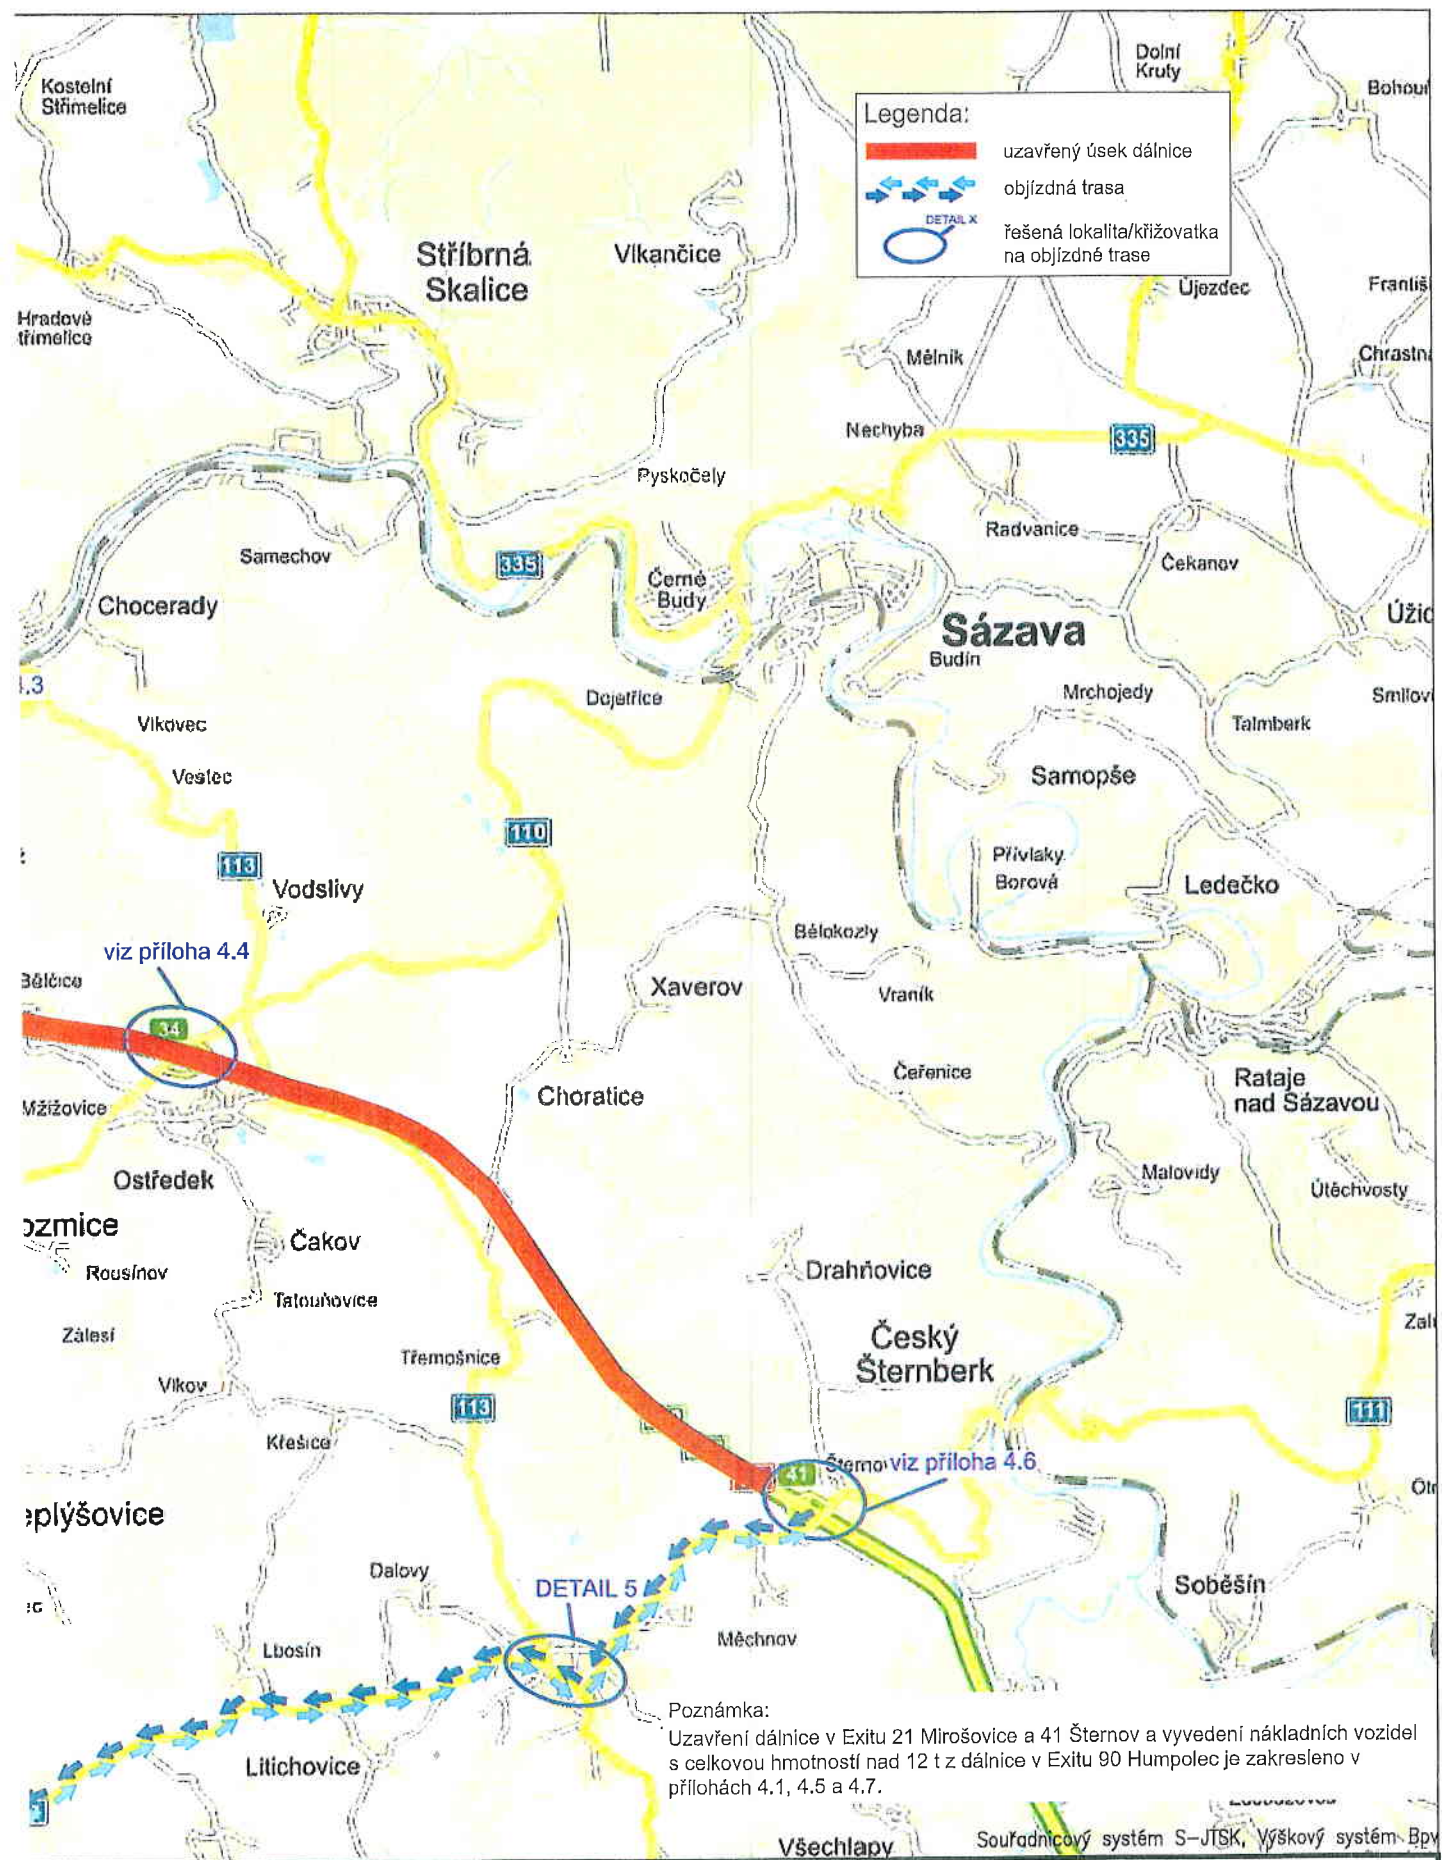 Kostelní
Střimelice
Dolní
Kruty
Legenda:
uzavřený úsek dálnice
objízdná trasa
DETAIL X
řešená lokalita/křižovatka
na objízdné trase
Stříbrná
Skalice
Vlkančice
Újezdec
Hradové
Mělník
Nechyba
335
Pyskočely
Radvanice
Samechov
335
Čekanov
Černé
Budy
Chocerady
Sázava
Budín
Dojetřice
Mrchojedy
Vlkovec
Talmberk
Vestec
Samopše
110
113
Přívlaky
Borová
Vodslivy
Ledečko
viz příloha 4.4
Bělokozly
Bělčice
Xaverov
Vraník
34
Čeřenice
Rataje
nad Sázavou
Choratice
Mžížovice
Ostředek
Malovidy
Útěchvosty
Čakov
Rousínov
Drahňovice
Tatouňovice
Zálesí
Český
Šternberk
Třemošnice
Vlkov
113
111
Křešice
41
viz příloha 4.6
Dalovy
DETAIL 5
Soběšín
Lbosín
Měchnov
Poznámka:
Uzavření dálnice v Exitu 21 Mirošovice a 41 Šternov a vyvedení nákladních vozidel
s celkovou hmotností nad 12 t z dálnice v Exitu 90 Humpolec je zakresleno v
přílohách 4.1, 4.5 a 4.7.
Litichovice
Všechlapy
Souřadnicový systém S-JTSK, Výškový systém Bpv